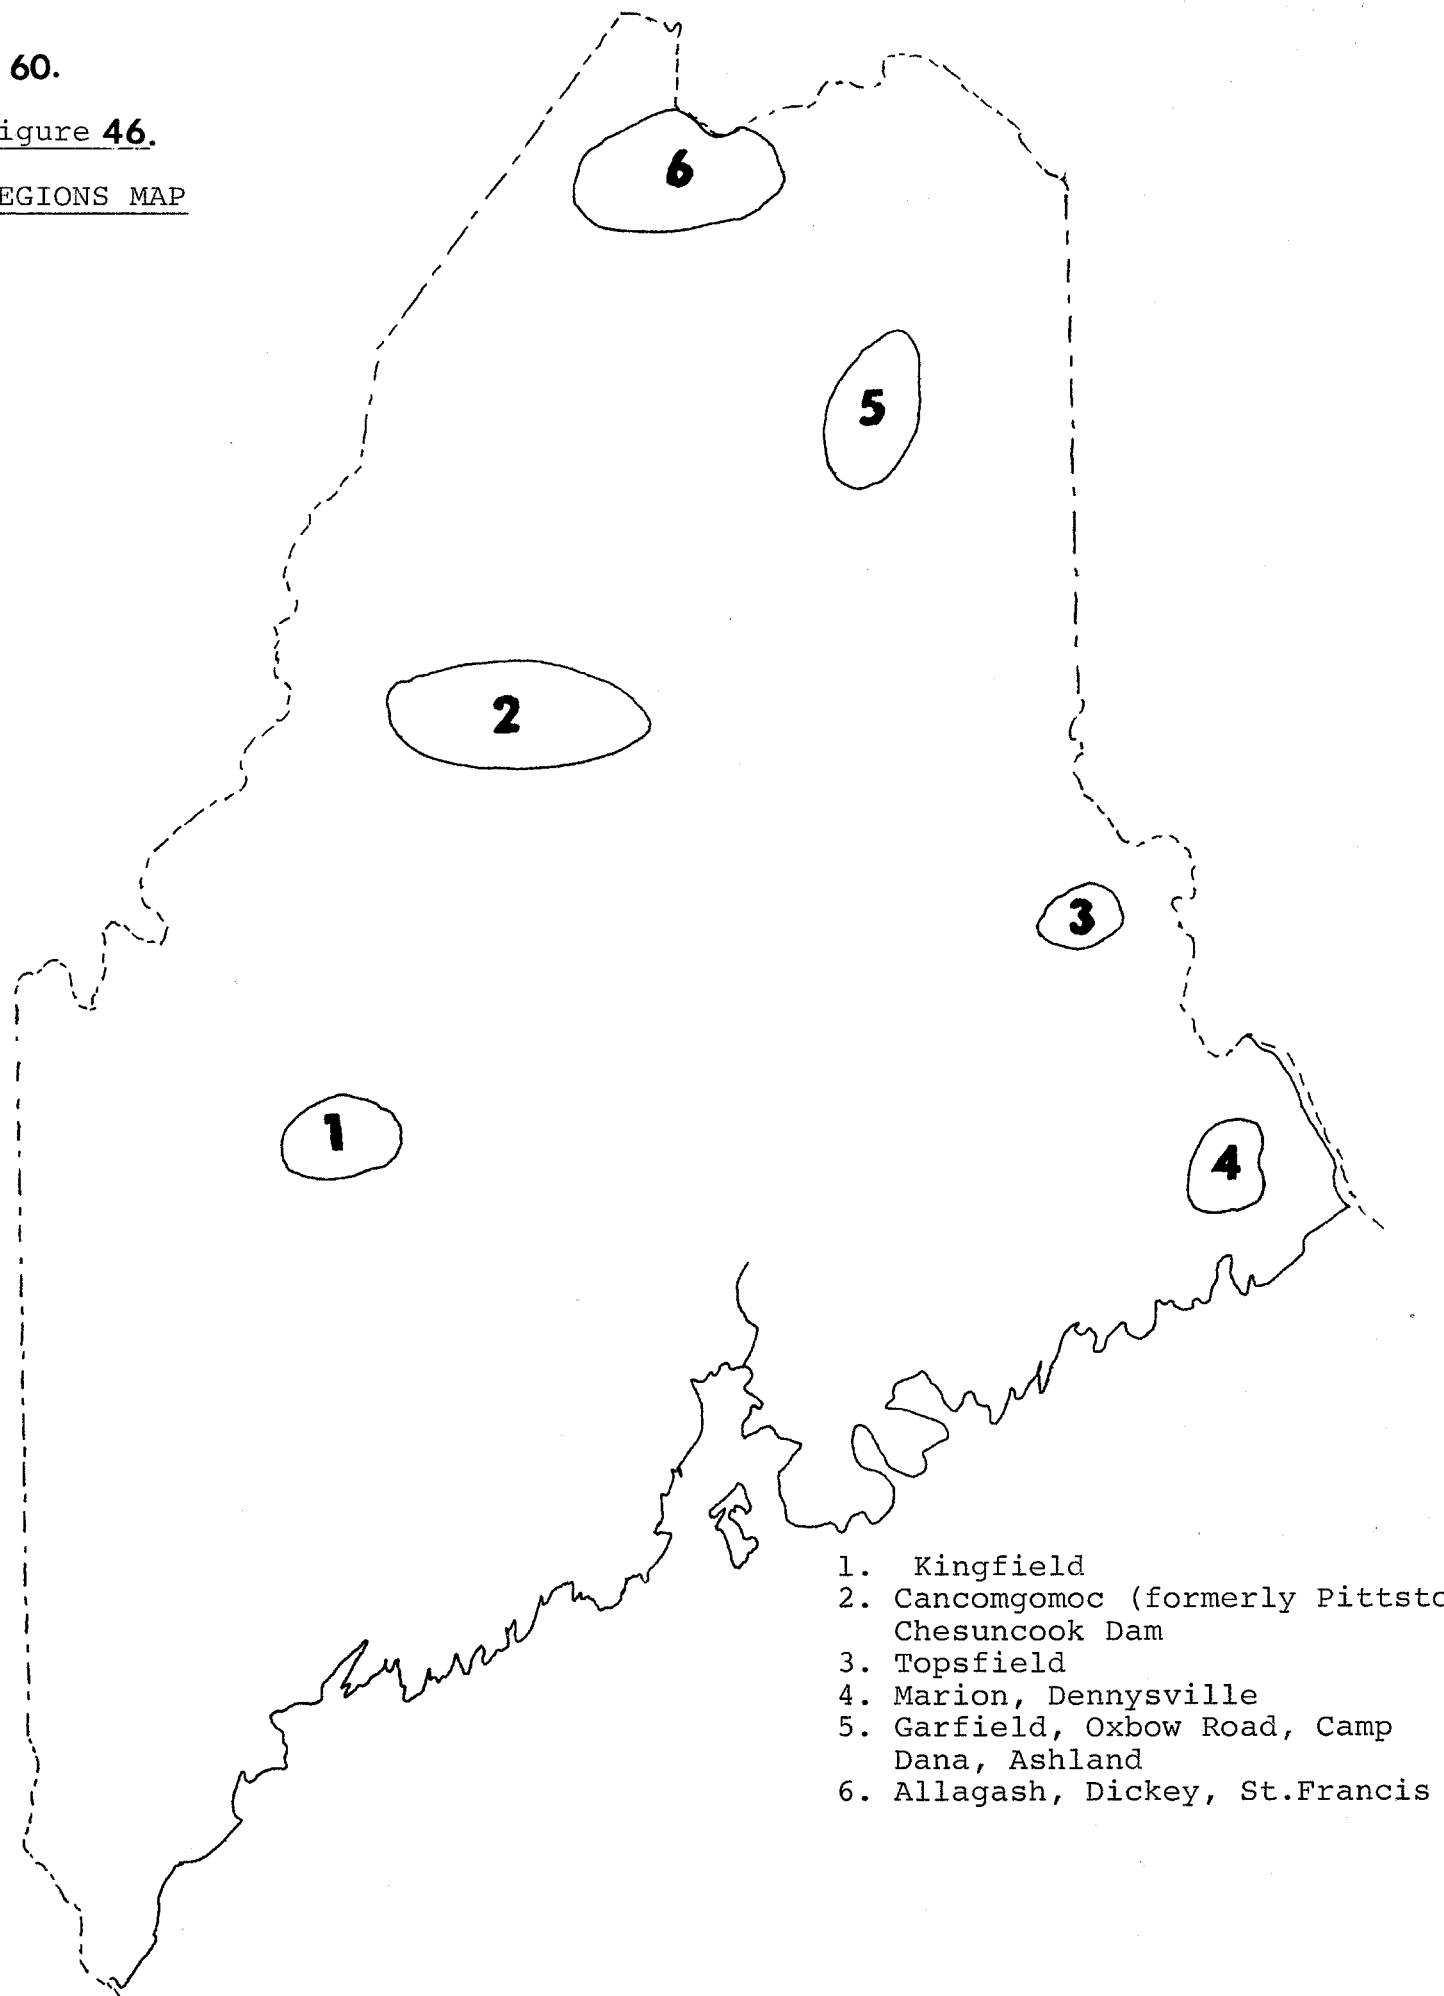 60.
igure 46.
EGIONS MAP
6
5
2
3
1
4
1. Kingfield
2. Cancomgomoc (formerly Pittsto
Chesuncook Dam
3. Topsfield
4. Marion, Dennysville
5. Garfield, Oxbow Road, Camp
Dana, Ashland
6. Allagash, Dickey, St.Francis